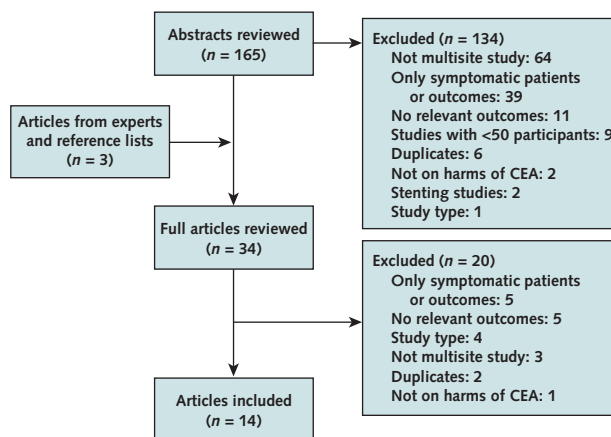 Abstracts reviewed
(n = 165)
Excluded (n = 134)
Not multisite study: 64
Only symptomatic patients
or outcomes: 39
No relevant outcomes: 11
Studies with <50 participants: 9
Duplicates: 6
Not on harms of CEA: 2
Stenting studies: 2
Study type: 1
Articles from experts
and reference lists
(n = 3)
Full articles reviewed
(n = 34)
Excluded (n = 20)
Only symptomatic patients
or outcomes: 5
No relevant outcomes: 5
Study type: 4
Not multisite study: 3
Duplicates: 2
Not on harms of CEA: 1
Articles included
(n = 14)